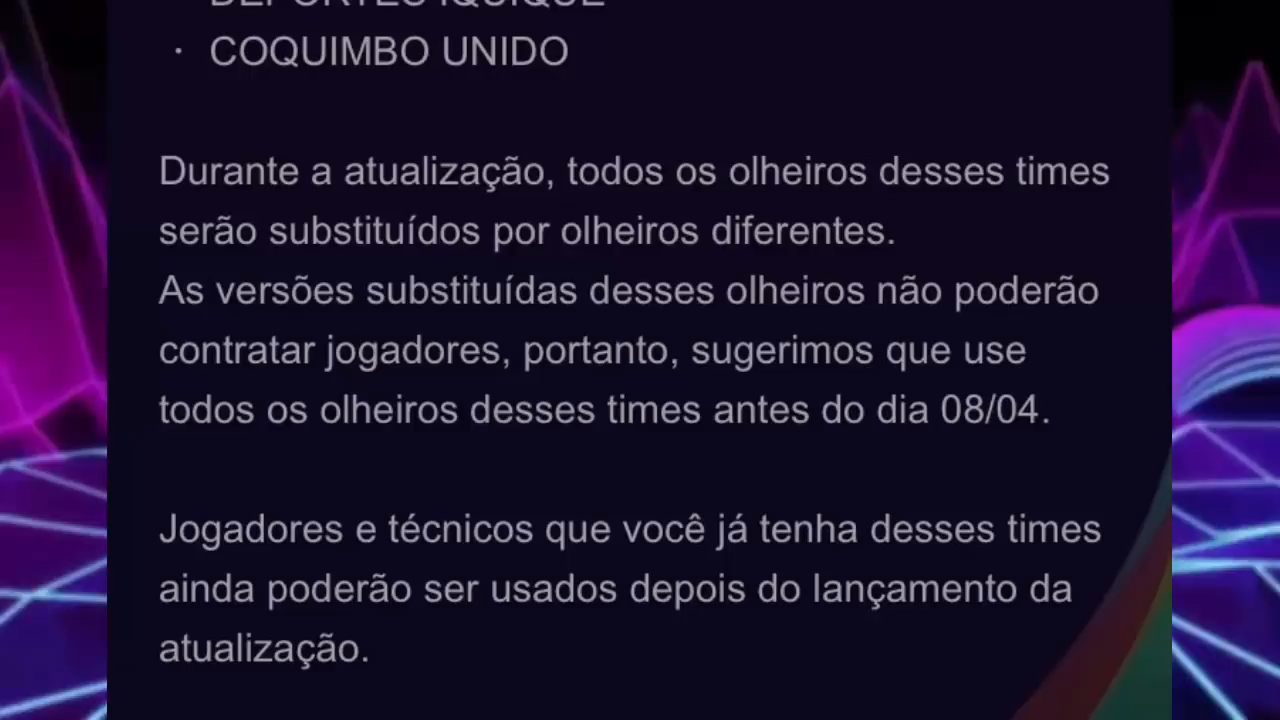 DEPORTES IQUIQUE
· COQUIMBO UNIDO
Durante a atualização, todos os olheiros desses times
serão substituídos por olheiros diferentes.
As versões substituídas desses olheiros não poderão
contratar jogadores, portanto, sugerimos que use
todos os olheiros desses times antes do dia 08/04.
Jogadores e técnicos que você já tenha desses times
ainda poderão ser usados depois do lançamento da
atualização.